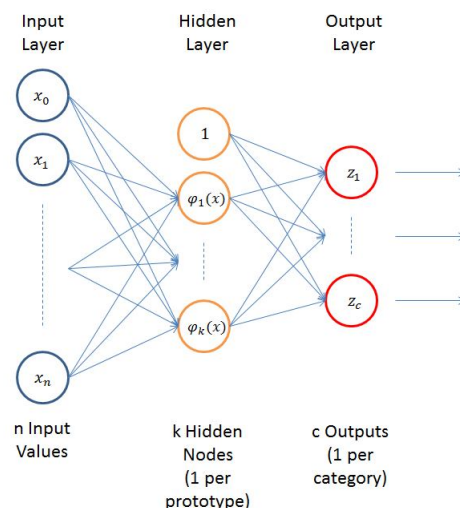 Input
Layer
Hidden
Layer
Output
Layer
x₀
x₁
xₙ
1
φ₁(x)
φₖ(x)
z₁
z_c
n Input
Values
k Hidden
Nodes
(1 per
prototype)
c Outputs
(1 per
category)